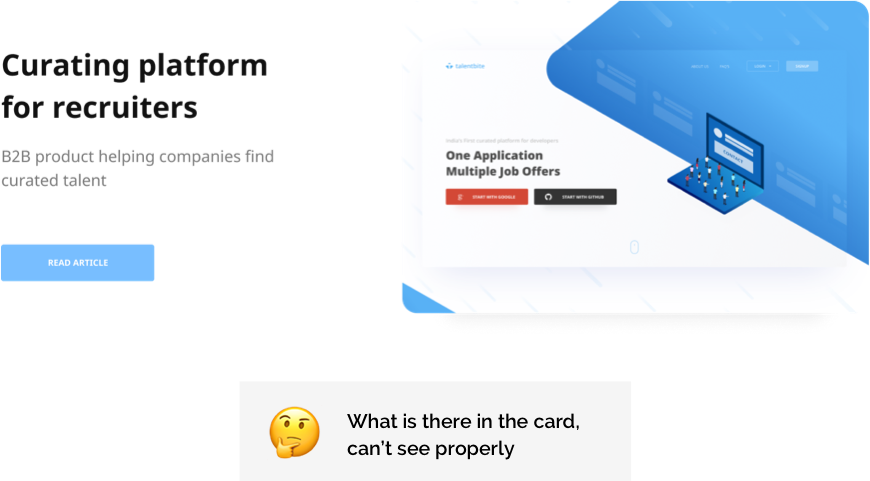 Curating platform
for recruiters
B2B product helping companies find
curated talent
READ ARTICLE
talentbite
ABOUT US
FAQ'S
LOGIN
SIGNUP
India's First curated platform for developers
One Application
Multiple Job Offers
START WITH GOOGLE
START WITH GITHUB
CONTACT
What is there in the card,
can't see properly